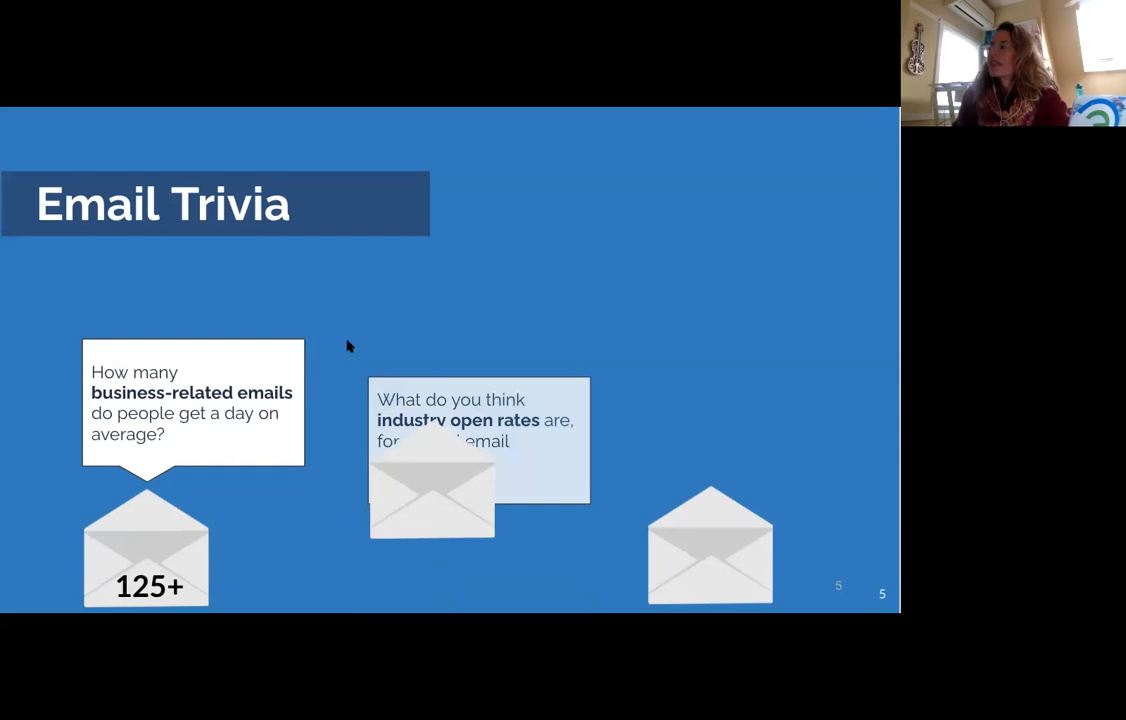 Email Trivia
How many
business-related emails
do people get a day on
average?
125+
What do you think
industry open rates are,
for email
5
5